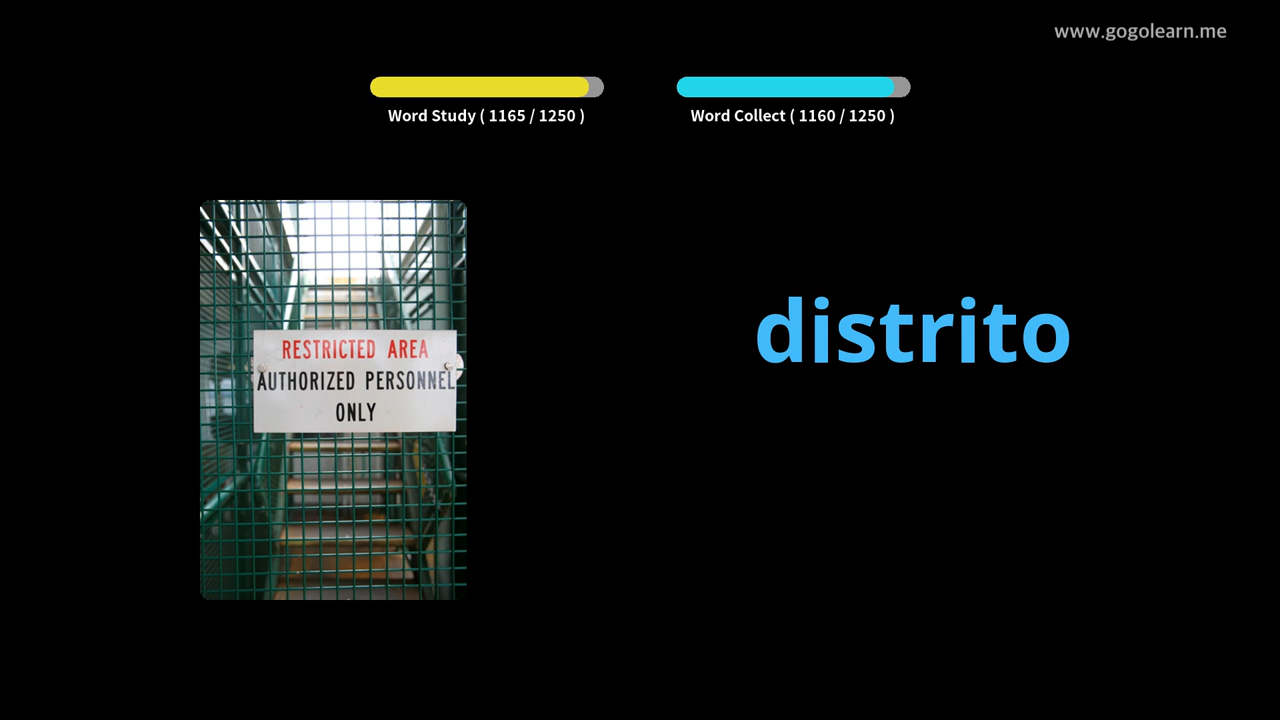 www.gogolearn.me
Word Study ( 1165 / 1250 )
Word Collect ( 1160 / 1250 )
RESTRICTED AREA
AUTHORIZED PERSONNEL
ONLY
distrito